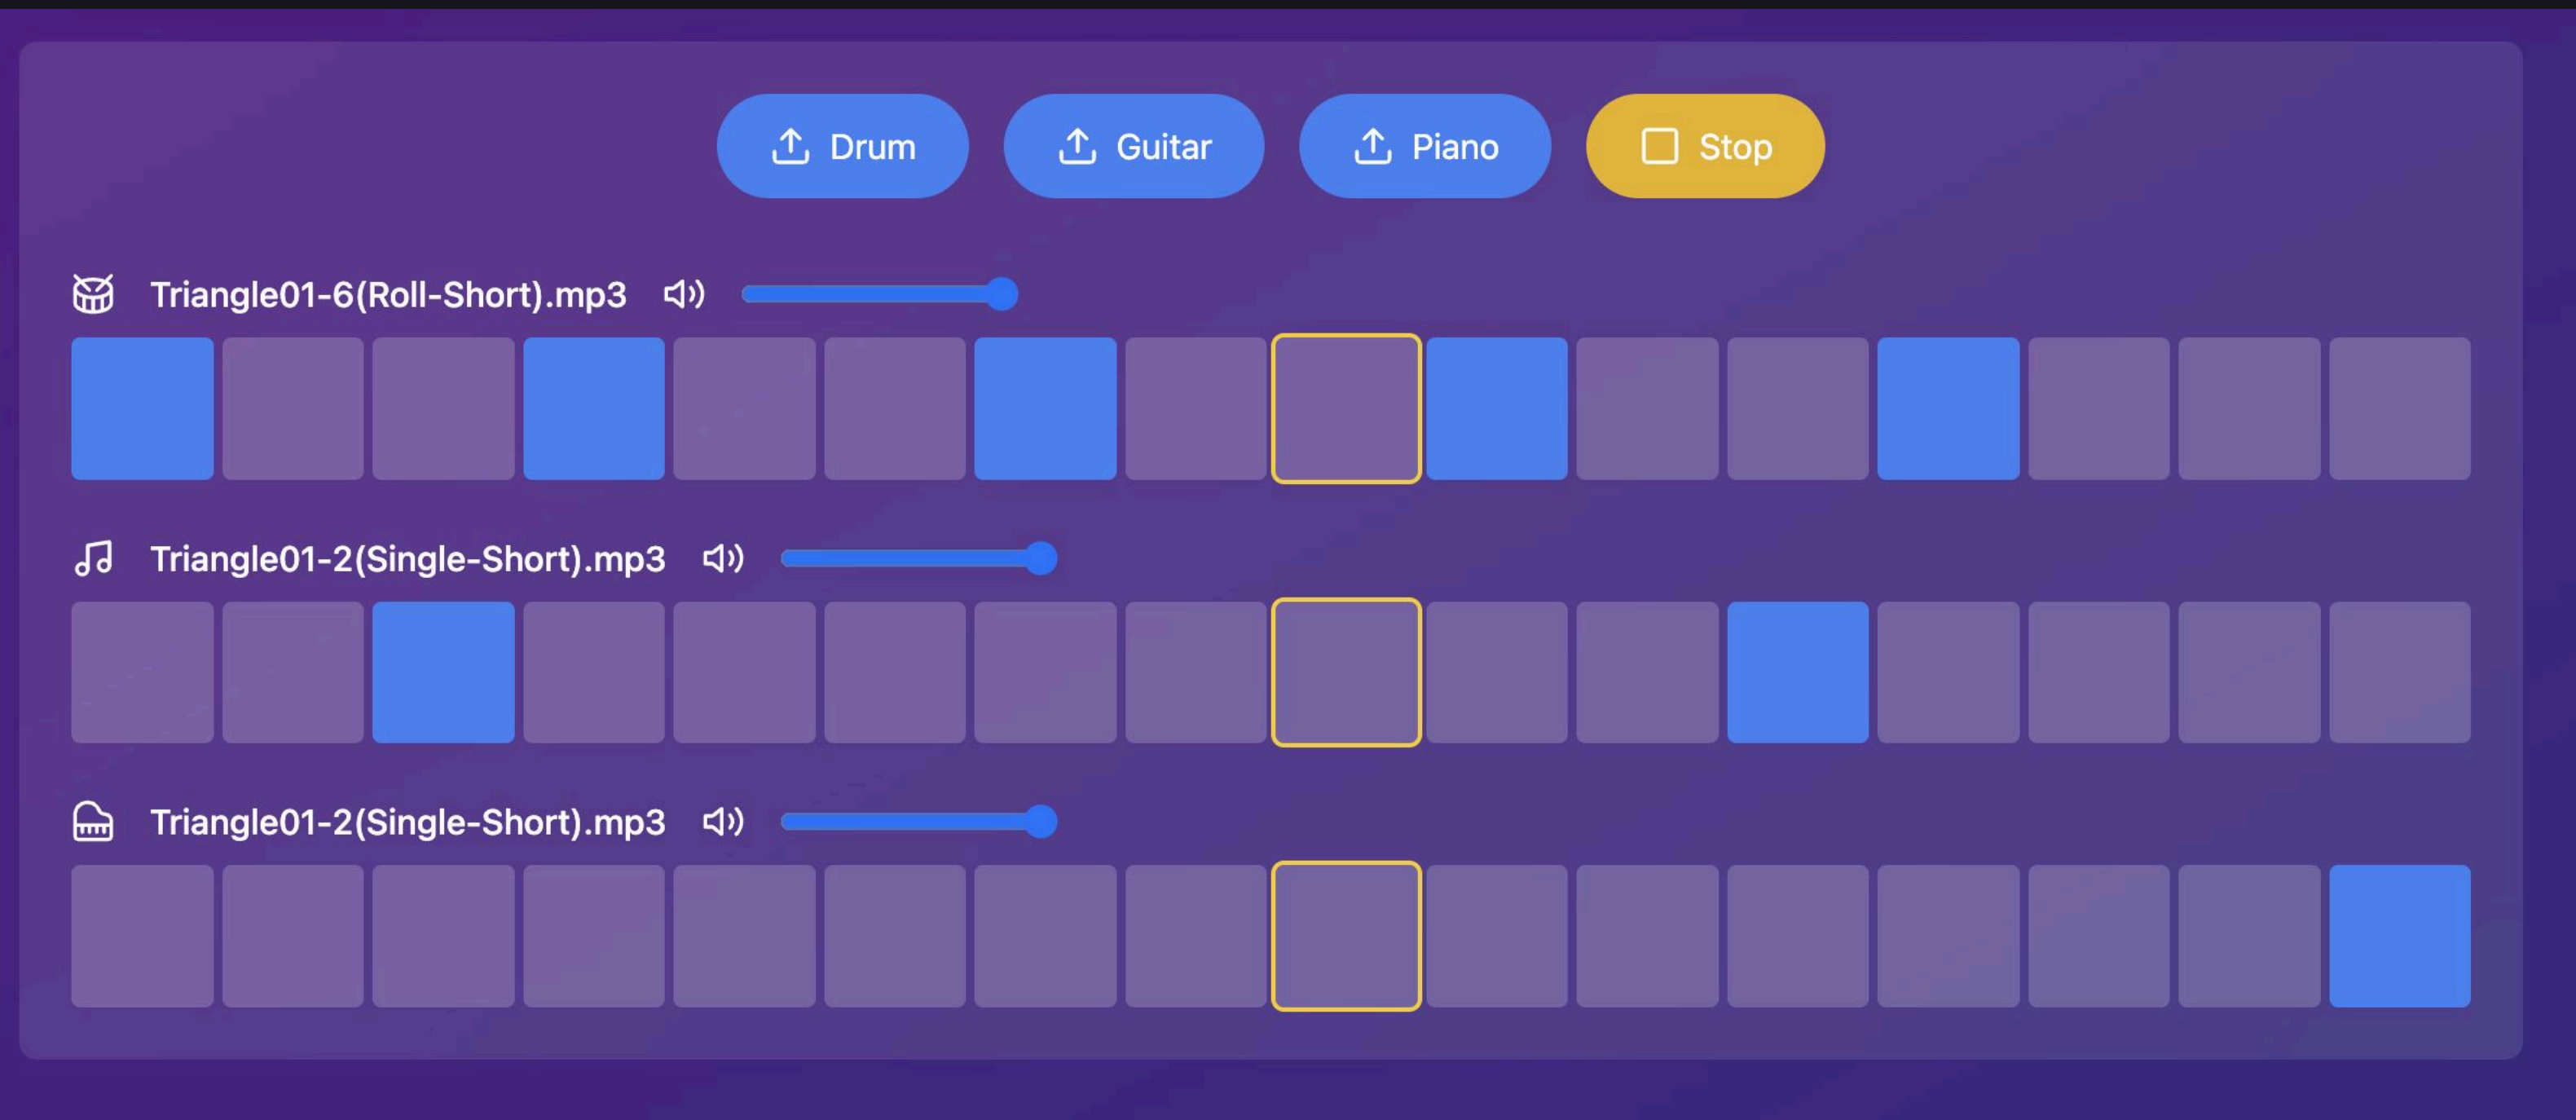 Drum Guitar Piano Stop
Triangle01-6(Roll-Short).mp3
Triangle01-2(Single-Short).mp3
Triangle01-2(Single-Short).mp3